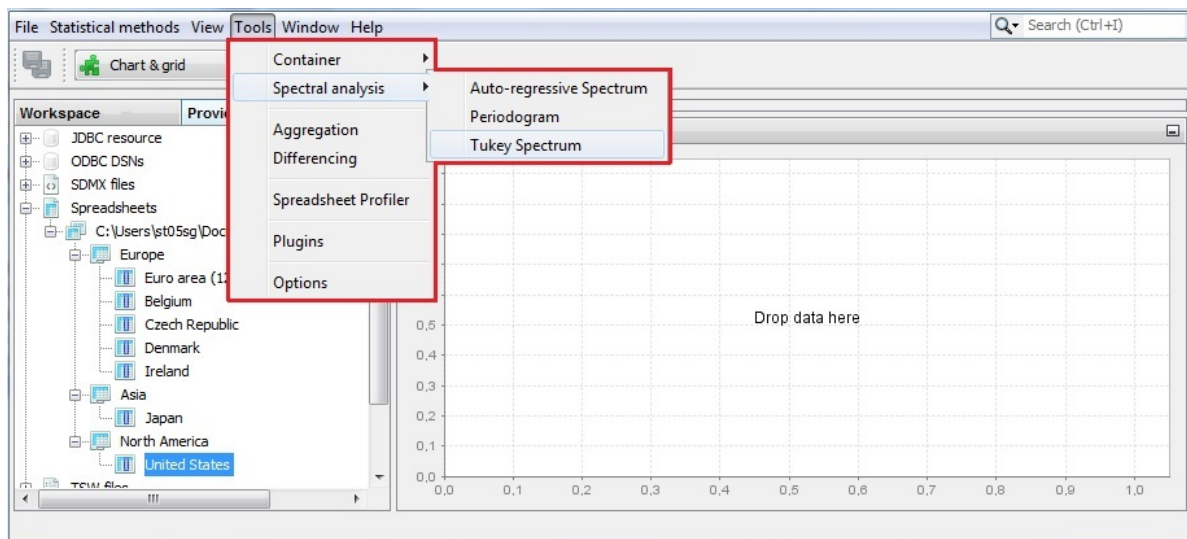 File Statistical methods View Tools Window Help
Search (Ctrl+I)
Chart & grid
Container
Spectral analysis
Aggregation
Differencing
Spreadsheet Profiler
Plugins
Options
Auto-regressive Spectrum
Periodogram
Tukey Spectrum
Workspace
JDBC resource
ODBC DSNs
SDMX files
Spreadsheets
C:\Users\st05sg\Doc
Europe
Euro area (12
Belgium
Czech Republic
Denmark
Ireland
Asia
Japan
North America
United States
TSW files
Drop data here
0,5
0,4
0,3
0,2
0,1
0,0
0,0 0,1 0,2 0,3 0,4 0,5 0,6 0,7 0,8 0,9 1,0